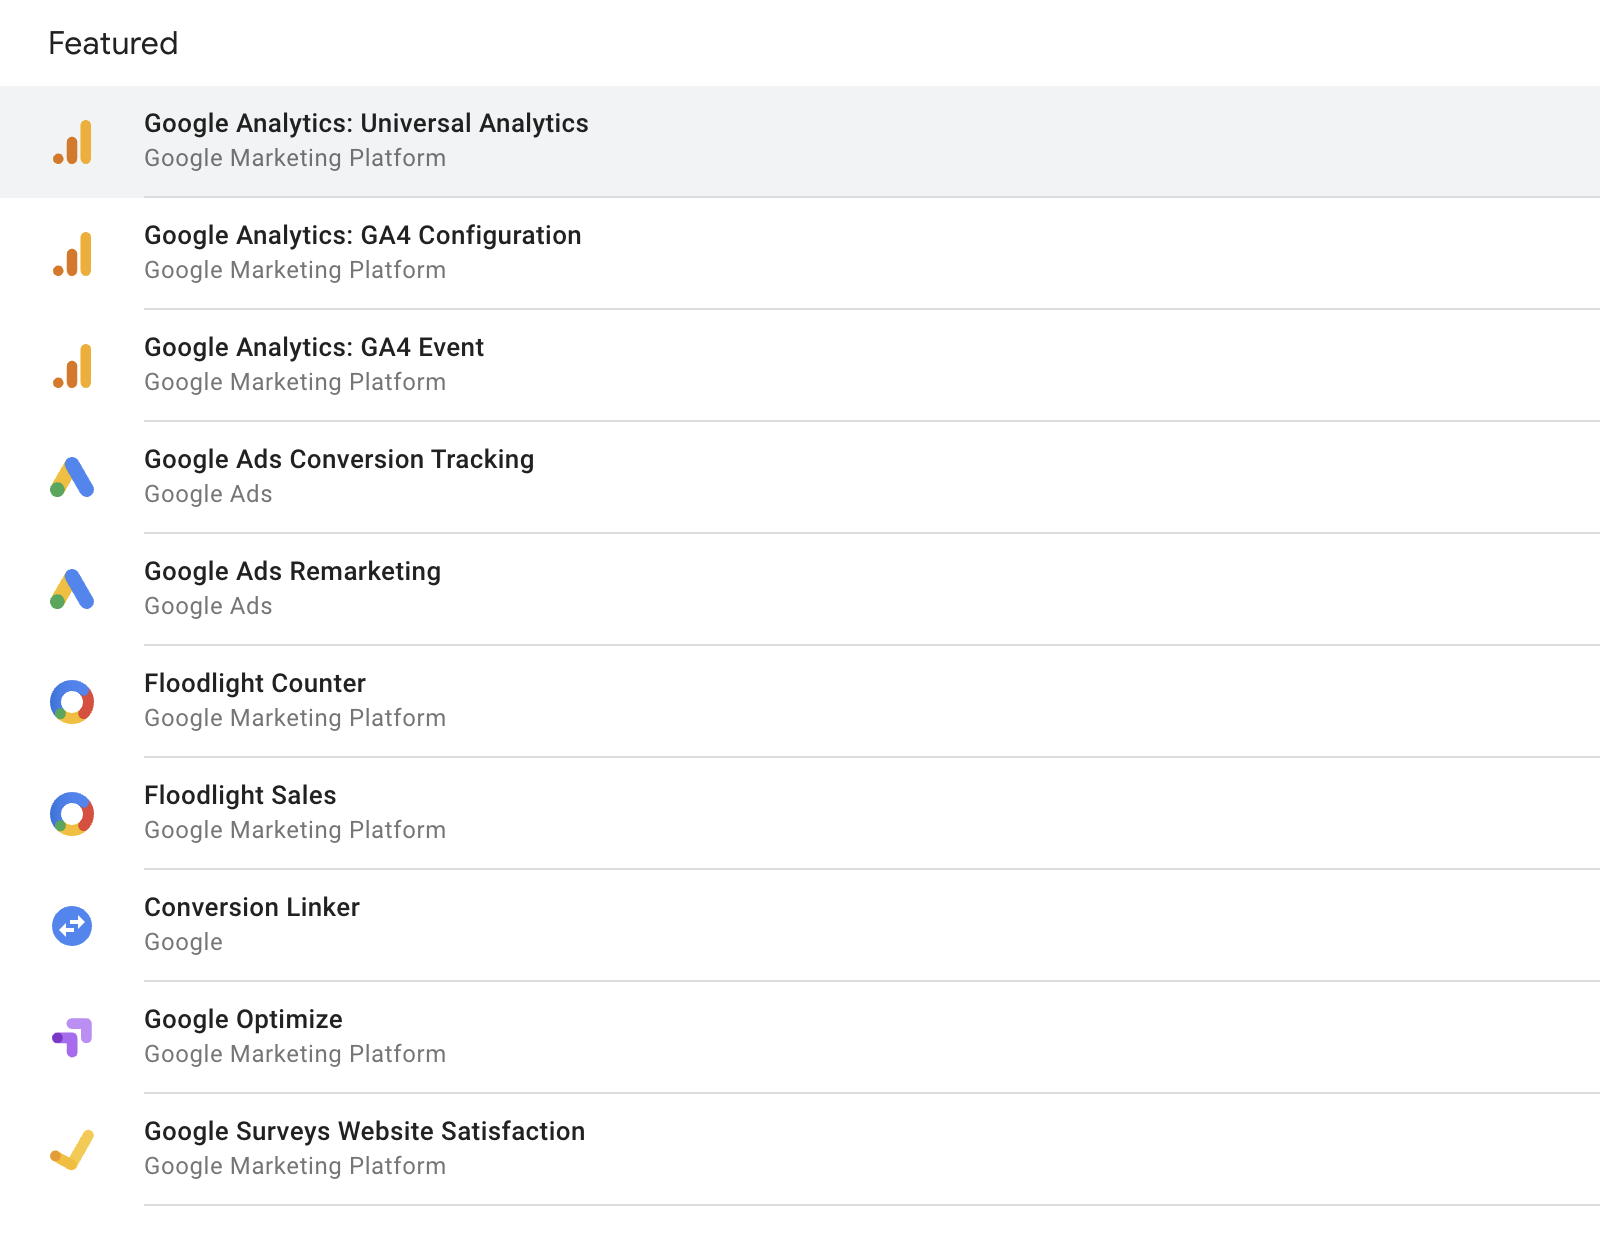 Featured
Google Analytics: Universal Analytics
Google Marketing Platform
Google Analytics: GA4 Configuration
Google Marketing Platform
Google Analytics: GA4 Event
Google Marketing Platform
Google Ads Conversion Tracking
Google Ads
Google Ads Remarketing
Google Ads
Floodlight Counter
Google Marketing Platform
Floodlight Sales
Google Marketing Platform
Conversion Linker
Google
Google Optimize
Google Marketing Platform
Google Surveys Website Satisfaction
Google Marketing Platform